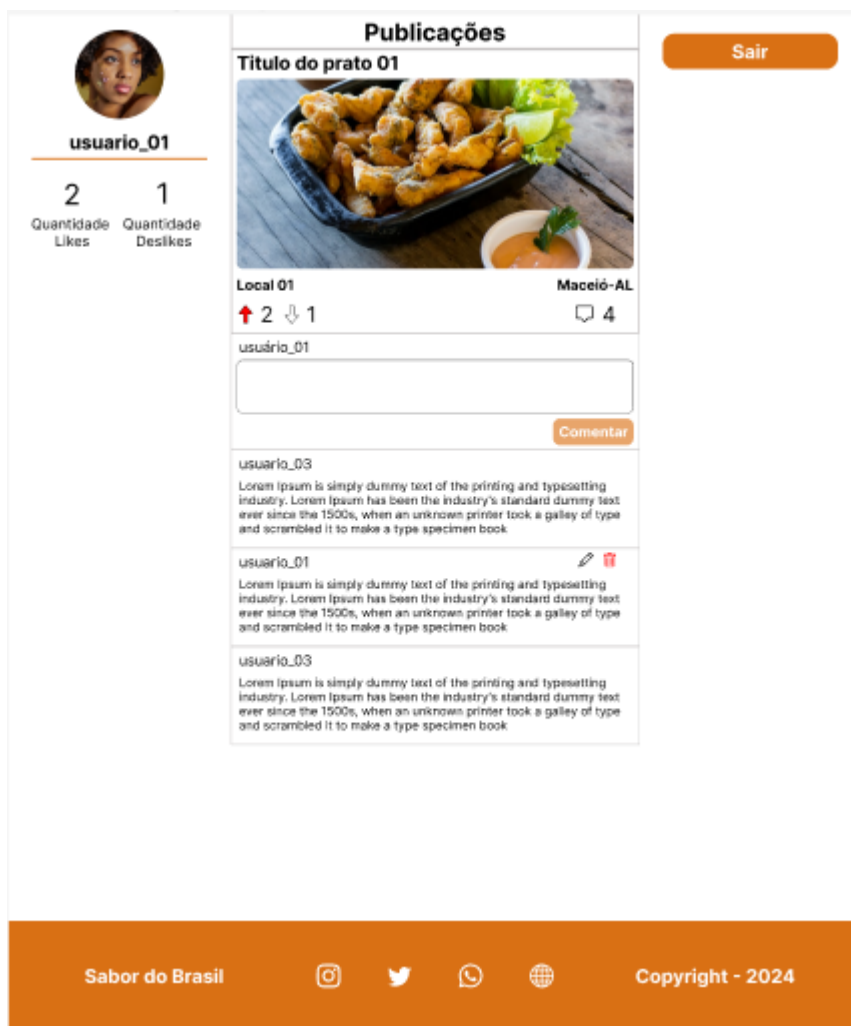 usuario_01
2 1
Quantidade Quantidade
Likes Deslikes
Publicações
Titulo do prato 01
Local 01 Maceió-AL
2 1 4
usuário_01
Comentar
usuario_03
Lorem Ipsum is simply dummy text of the printing and typesetting
industry. Lorem Ipsum has been the industry's standard dummy text
ever since the 1500s, when an unknown printer took a galley of type
and scrambled it to make a type specimen book
usuario_01
Lorem Ipsum is simply dummy text of the printing and typesetting
industry. Lorem Ipsum has been the industry's standard dummy text
ever since the 1500s, when an unknown printer took a galley of type
and scrambled it to make a type specimen book
usuario_03
Lorem Ipsum is simply dummy text of the printing and typesetting
industry. Lorem Ipsum has been the industry's standard dummy text
ever since the 1500s, when an unknown printer took a galley of type
and scrambled it to make a type specimen book
Sair
Sabor do Brasil
Copyright - 2024